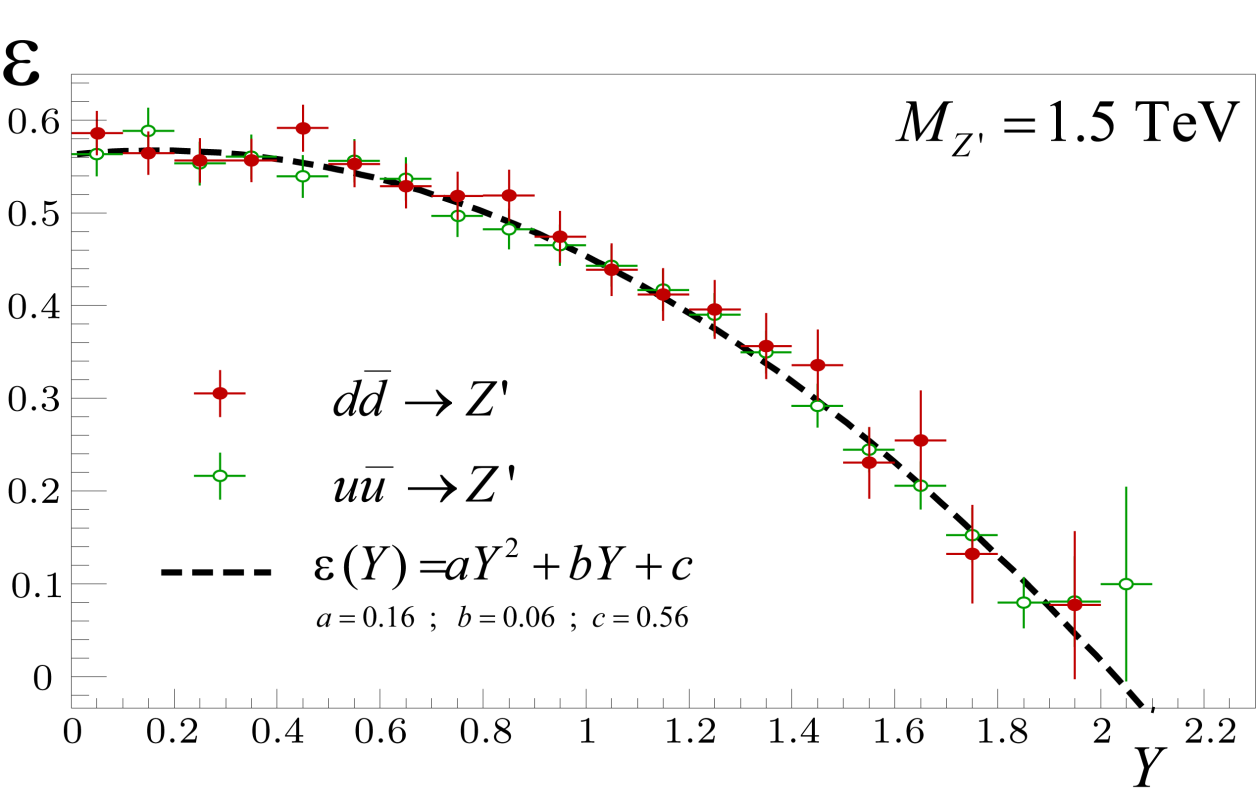 ε
M_{Z'} = 1.5 TeV
0.6
0.5
0.4
0.3
0.2
0.1
0
dd̅ → Z'
uu̅ → Z'
ε (Y) =aY² + bY + c
a = 0.16 ; b = 0.06 ; c = 0.56
0 0.2 0.4 0.6 0.8 1 1.2 1.4 1.6 1.8 2 2.2
Y